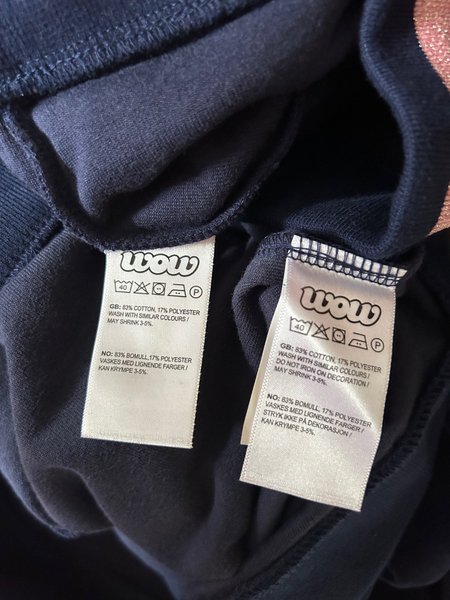 wow
40 P
GB: 83% COTTON, 17% POLYESTER
WASH WITH SIMILAR COLOURS /
MAY SHRINK 3-5%.
NO: 83% BOMULL,17% POLYESTER
VASKES MED LIGNENDE FARGER /
KAN KRYMPE 3-5%.
wow
40 P
GB: 83% COTTON, 17% POLYESTER
WASH WITH SIMILAR COLOURS /
DO NOT IRON ON DECORATION /
MAY SHRINK 3-5%.
NO: 83% BOMULL, 17% POLYESTER
VASKES MED LIGNENDE FARGER /
STRYK IKKE PÅ DEKORASJON /
KAN KRYMPE 3-5%.